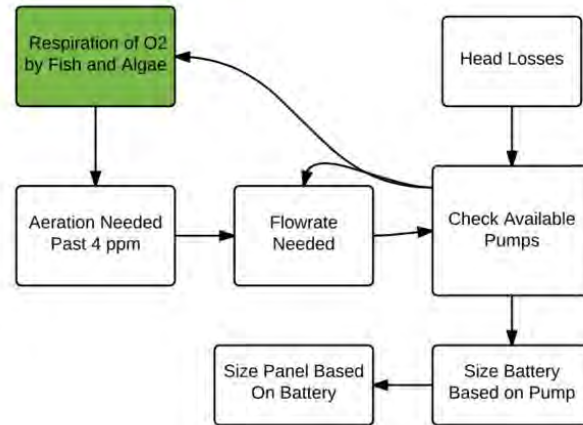 Respiration of O2
by Fish and Algae
Head Losses
Aeration Needed
Past 4 ppm
Flowrate
Needed
Check Available
Pumps
Size Panel Based
On Battery
Size Battery
Based on Pump